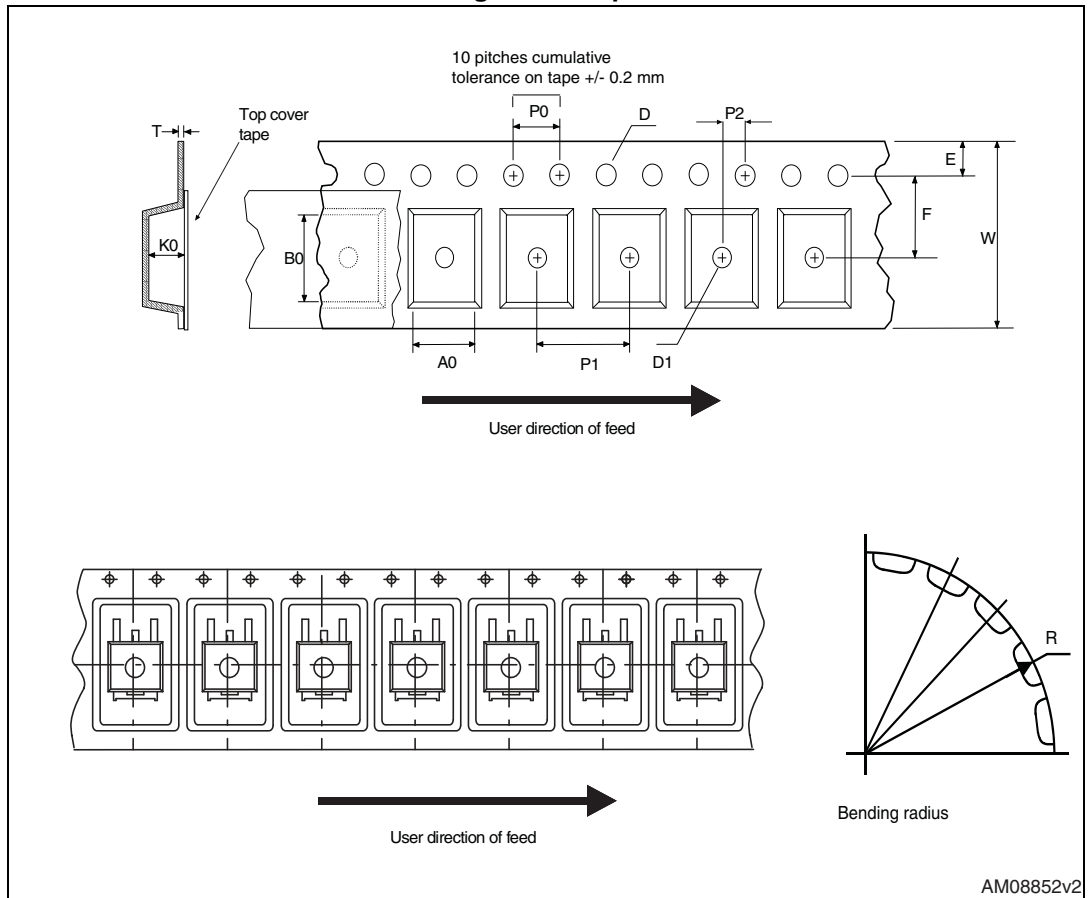 10 pitches cumulative
tolerance on tape +/- 0.2 mm
Top cover
tape
T
P0
D
P2
E
F
W
K0
B0
A0
P1
D1
User direction of feed
R
Bending radius
User direction of feed
AM08852v2